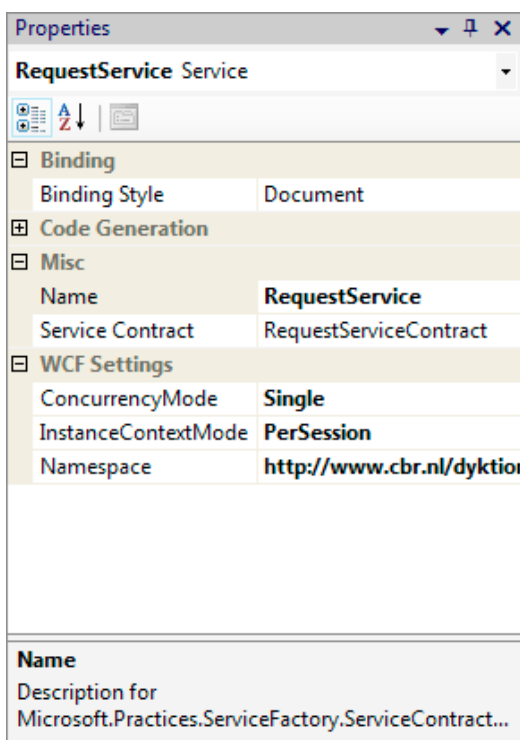 Properties
RequestService Service
Binding
Binding Style Document
Code Generation
Misc
Name RequestService
Service Contract RequestServiceContract
WCF Settings
ConcurrencyMode Single
InstanceContextMode PerSession
Namespace http://www.cbr.nl/dyktion
Name
Description for
Microsoft.Practices.ServiceFactory.ServiceContract...